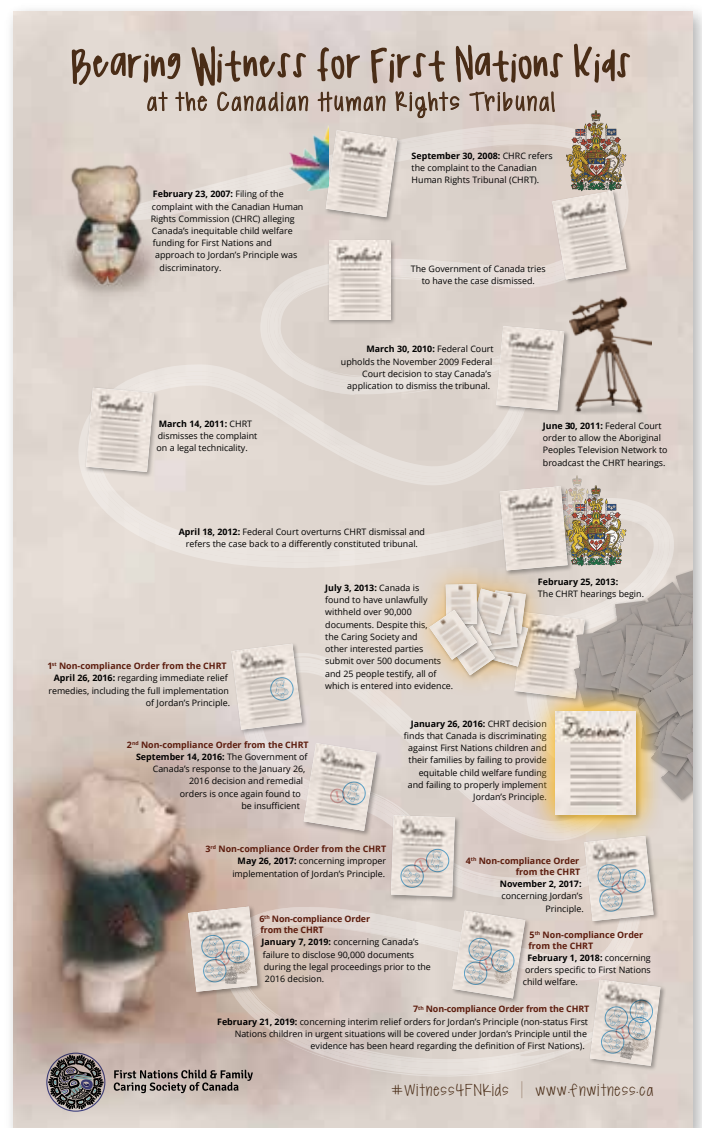 Bearing Witness for First Nations Kids
at the Canadian Human Rights Tribunal
February 23, 2007: Filing of the
complaint with the Canadian Human
Rights Commission (CHRC) alleging
Canada's inequitable child welfare
funding for First Nations and
approach to Jordan's Principle was
discriminatory.
Complaint
September 30, 2008: CHRC refers
the complaint to the Canadian
Human Rights Tribunal (CHRT).
Complaint
Complaint
The Government of Canada tries
to have the case dismissed.
March 30, 2010: Federal Court
upholds the November 2009 Federal
Court decision to stay Canada's
application to dismiss the tribunal.
Complaint
March 14, 2011: CHRT
dismisses the complaint
on a legal technicality.
Complaint
June 30, 2011: Federal Court
order to allow the Aboriginal
Peoples Television Network to
broadcast the CHRT hearings.
April 18, 2012: Federal Court overturns CHRT dismissal and
refers the case back to a differently constituted tribunal.
Complaint
February 25, 2013:
The CHRT hearings begin.
July 3, 2013: Canada is
found to have unlawfully
withheld over 90,000
documents. Despite this,
the Caring Society and
other interested parties
submit over 500 documents
and 25 people testify, all of
which is entered into evidence.
Complaint
January 26, 2016: CHRT decision
finds that Canada is discriminating
against First Nations children and
their families by failing to provide
equitable child welfare funding
and failing to properly implement
Jordan's Principle.
Decision!
1st Non-compliance Order from the CHRT
April 26, 2016: regarding immediate relief
remedies, including the full implementation
of Jordan's Principle.
Decision
2nd Non-compliance Order from the CHRT
September 14, 2016: The Government of
Canada's response to the January 26,
2016 decision and remedial
orders is once again found to
be insufficient
Decision
3rd Non-compliance Order from the CHRT
May 26, 2017: concerning improper
implementation of Jordan's Principle.
Decision
4th Non-compliance Order
from the CHRT
November 2, 2017:
concerning Jordan's
Principle.
Decision
5th Non-compliance Order
from the CHRT
February 1, 2018: concerning
orders specific to First Nations
child welfare.
Decision
6th Non-compliance Order
from the CHRT
January 7, 2019: concerning Canada's
failure to disclose 90,000 documents
during the legal proceedings prior to the
2016 decision.
Decision
7th Non-compliance Order from the CHRT
February 21, 2019: concerning interim relief orders for Jordan's Principle (non-status First
Nations children in urgent situations will be covered under Jordan's Principle until the
evidence has been heard regarding the definition of First Nations).
Decision
First Nations Child & Family
Caring Society of Canada
#Witness4FNKids | www.fnwitness.ca